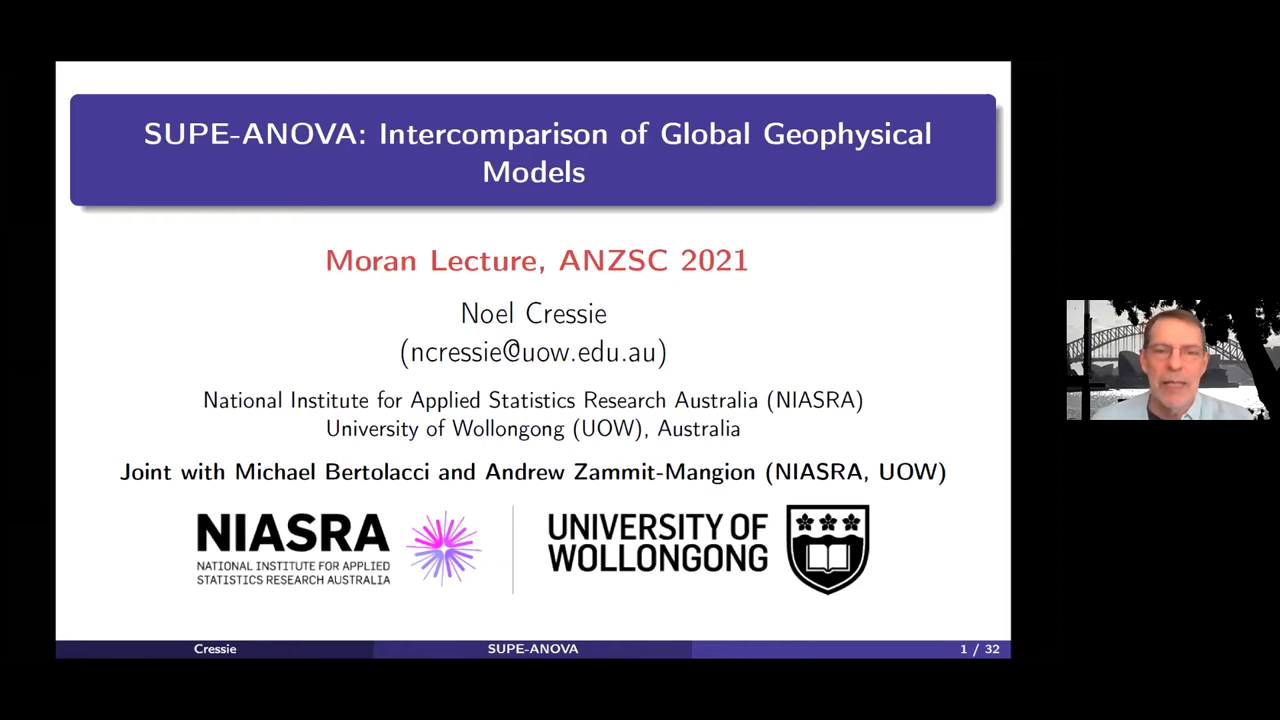 SUPE-ANOVA: Intercomparison of Global Geophysical
Models
Moran Lecture, ANZSC 2021
Noel Cressie
(ncressie@uow.edu.au)
National Institute for Applied Statistics Research Australia (NIASRA)
University of Wollongong (UOW), Australia
Joint with Michael Bertolacci and Andrew Zammit-Mangion (NIASRA, UOW)
NIASRA
NATIONAL INSTITUTE FOR APPLIED
STATISTICS RESEARCH AUSTRALIA
UNIVERSITY OF
WOLLONGONG
Cressie SUPE-ANOVA 1 / 32